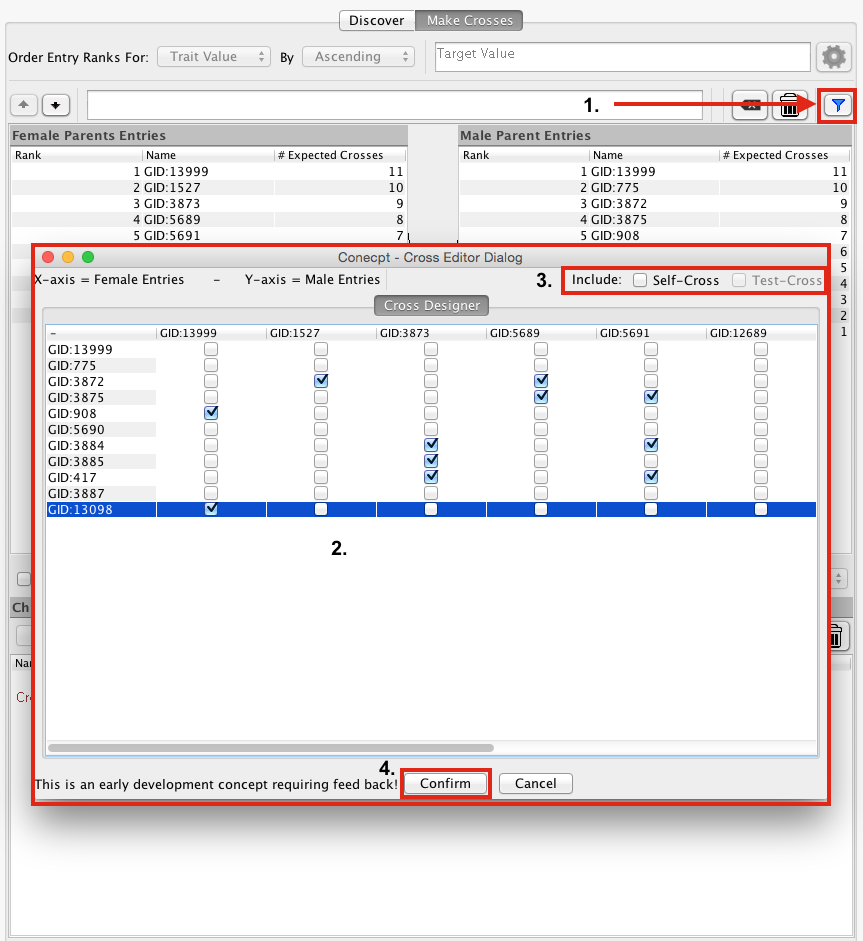 Discover Make Crosses
Order Entry Ranks For: Trait Value By Ascending Target Value
1.
Female Parents Entries Male Parent Entries
Rank Name # Expected Crosses Rank Name # Expected Crosses
1 GID:13999 11 1 GID:13999 11
2 GID:1527 10 2 GID:775 10
3 GID:3873 9 3 GID:3872 9
4 GID:5689 8 4 GID:3875 8
5 GID:5691 7 5 GID:908 7
6
5
4
3
2
1
Conecpt - Cross Editor Dialog
X-axis = Female Entries – Y-axis = Male Entries 3. Include: Self-Cross Test-Cross
Cross Designer
– GID:13999 GID:1527 GID:3873 GID:5689 GID:5691 GID:12689
GID:13999
GID:775
GID:3872
GID:3875
GID:908
GID:5690
GID:3884
GID:3885
GID:417
GID:3887
GID:13098
2.
Ch
Nar
Cr
4.
This is an early development concept requiring feed back! Confirm Cancel